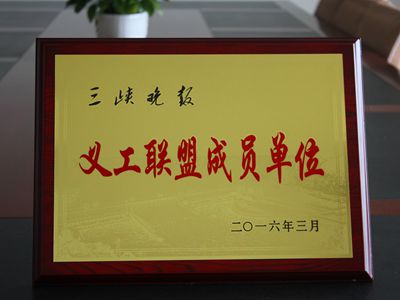 三峡晚报
义工联盟成员单位
二〇一六年三月